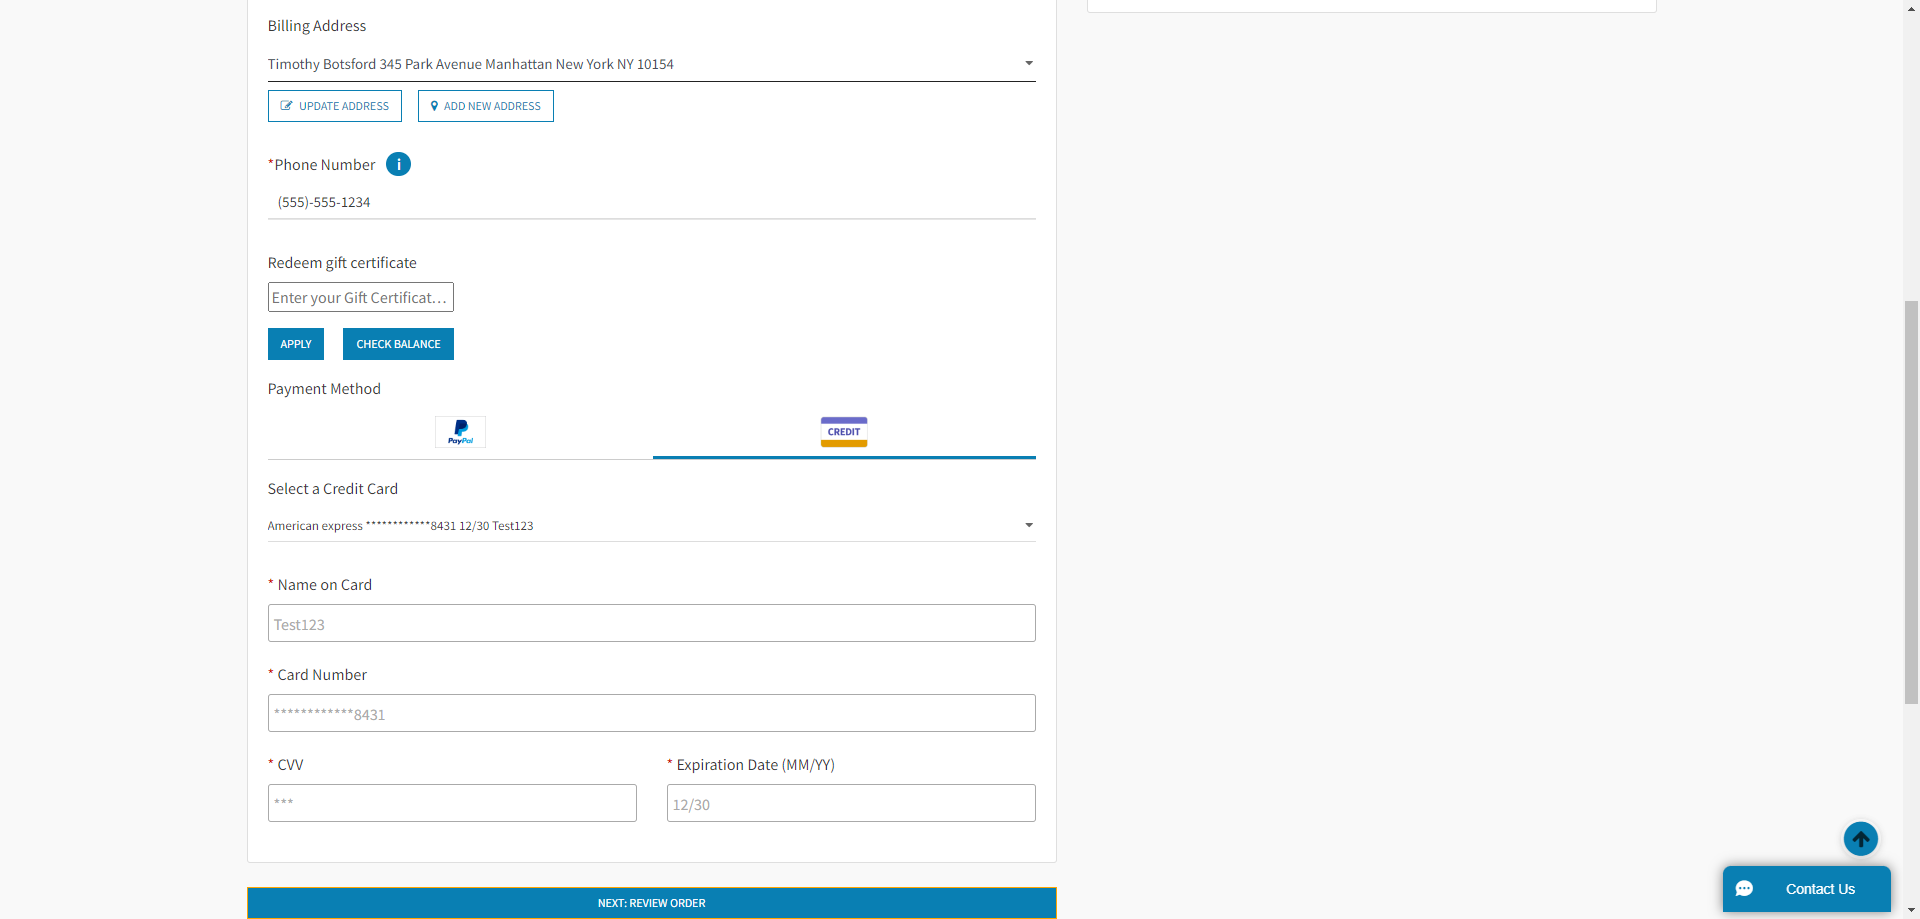 Billing Address
Timothy Botsford 345 Park Avenue Manhattan New York NY 10154
UPDATE ADDRESS
ADD NEW ADDRESS
*Phone Number i
(555)-555-1234
Redeem gift certificate
Enter your Gift Certificat...
APPLY
CHECK BALANCE
Payment Method
PayPal
CREDIT
Select a Credit Card
American express ************8431 12/30 Test123
* Name on Card
Test123
* Card Number
************8431
* CVV
***
* Expiration Date (MM/YY)
12/30
NEXT: REVIEW ORDER
Contact Us